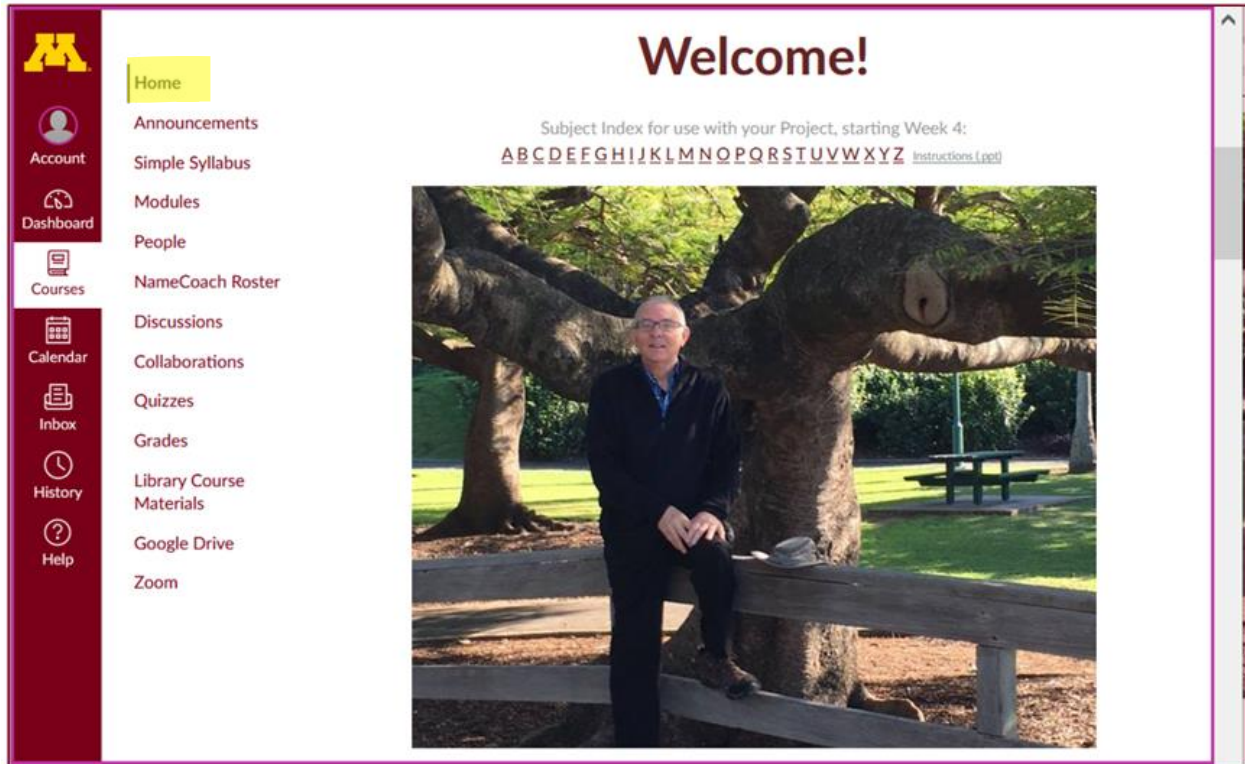 M
Account
Dashboard
Courses
Calendar
Inbox
History
Help
Home
Announcements
Simple Syllabus
Modules
People
NameCoach Roster
Discussions
Collaborations
Quizzes
Grades
Library Course
Materials
Google Drive
Zoom
Welcome!
Subject Index for use with your Project, starting Week 4:
A B C D E F G H I J K L M N O P Q R S T U V W X Y Z Instructions (.ppt)